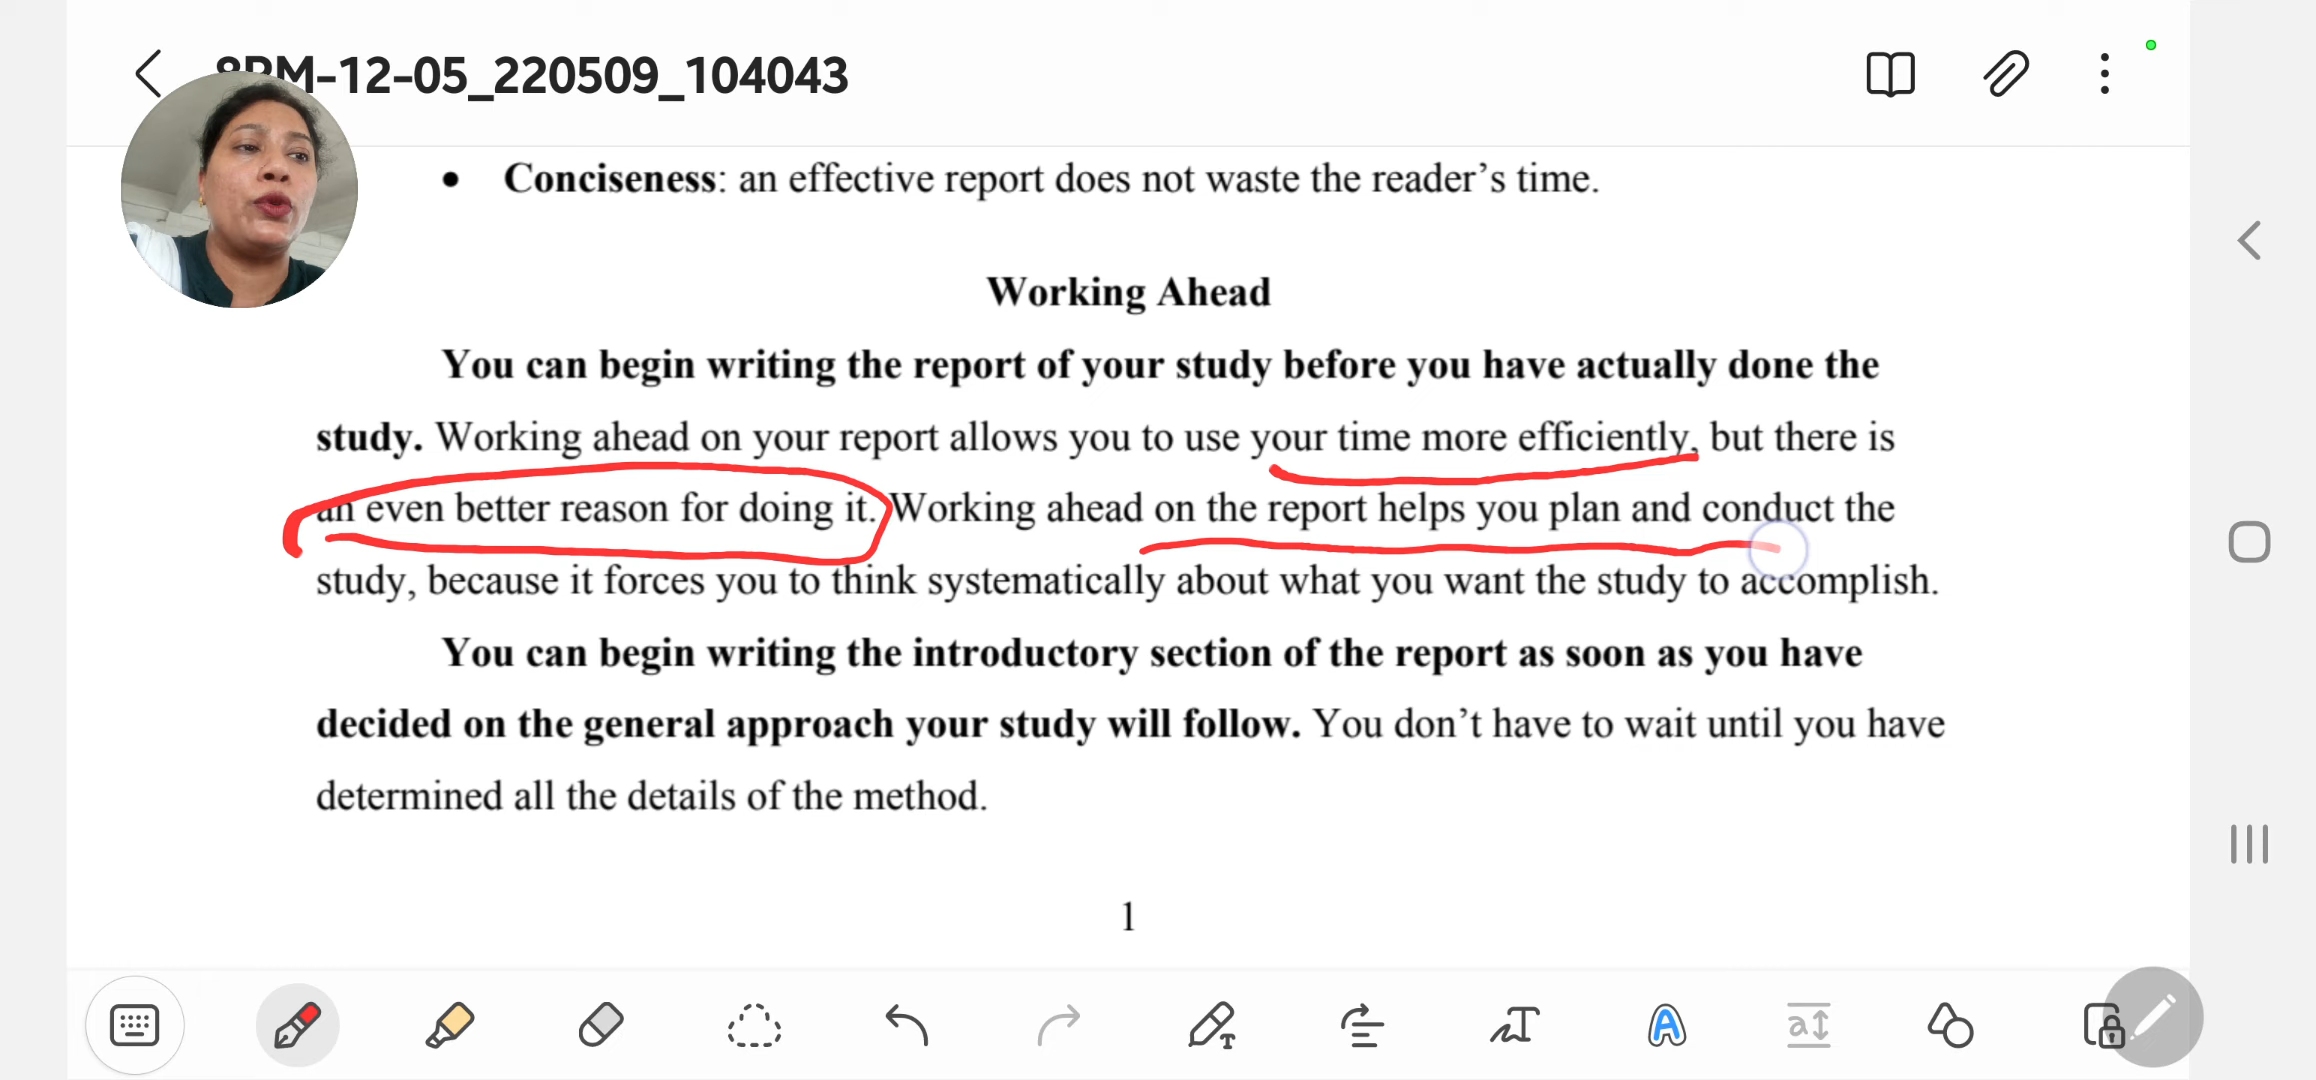 PM-12-05_220509_104043
• Conciseness: an effective report does not waste the reader's time.
Working Ahead
You can begin writing the report of your study before you have actually done the
study. Working ahead on your report allows you to use your time more efficiently, but there is
an even better reason for doing it. Working ahead on the report helps you plan and conduct the
study, because it forces you to think systematically about what you want the study to accomplish.
You can begin writing the introductory section of the report as soon as you have
decided on the general approach your study will follow. You don't have to wait until you have
determined all the details of the method.
1